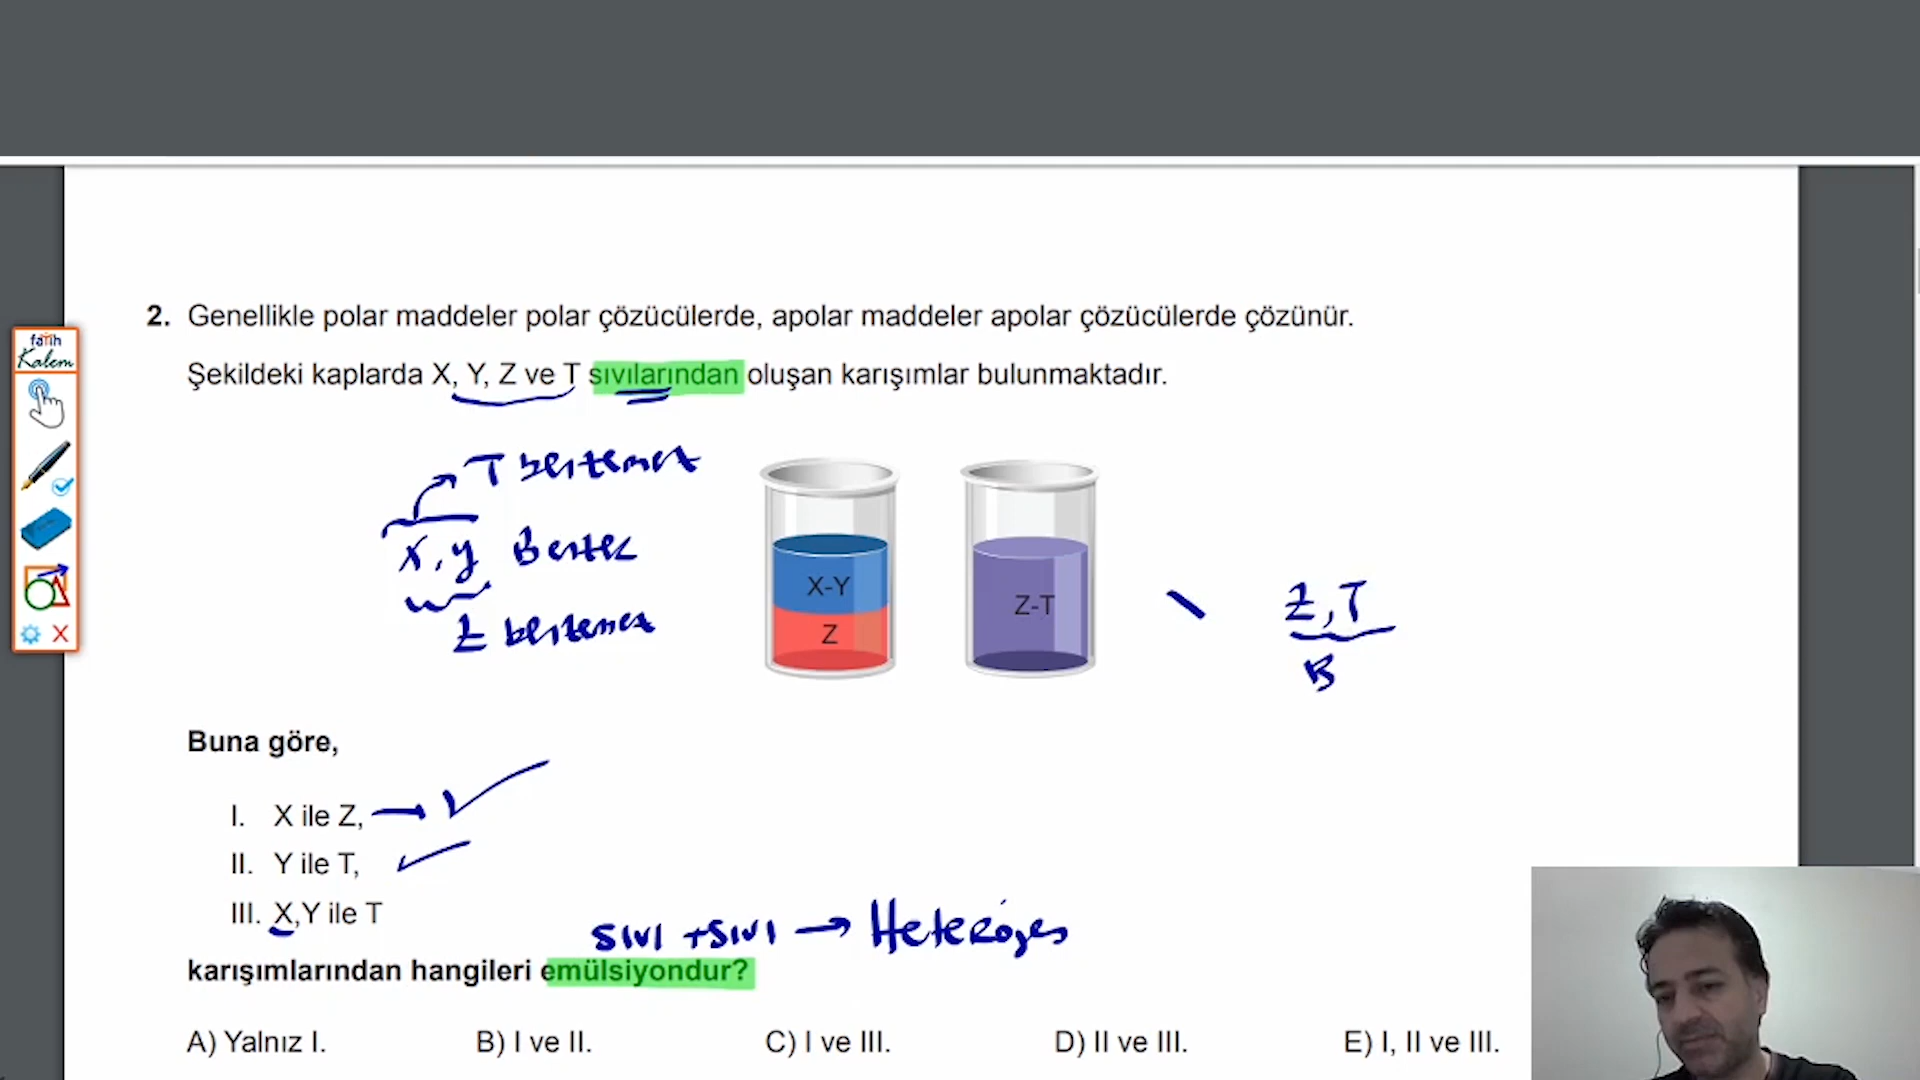 2. Genellikle polar maddeler polar çözücülerde, apolar maddeler apolar çözücülerde çözünür.
fatih
Kalem
Şekildeki kaplarda X, Y, Z ve T sıvılarından oluşan karışımlar bulunmaktadır.
T benzemez
X, y Benzer
Z benzemez
X-Y
Z
Z-T
Z, T
B
Buna göre,
I. X ile Z,
II. Y ile T,
III. X,Y ile T
sıvı + sıvı → Heterojen
karışımlarından hangileri emülsiyondur?
A) Yalnız I.
B) I ve II.
C) I ve III.
D) II ve III.
E) I, II ve III.